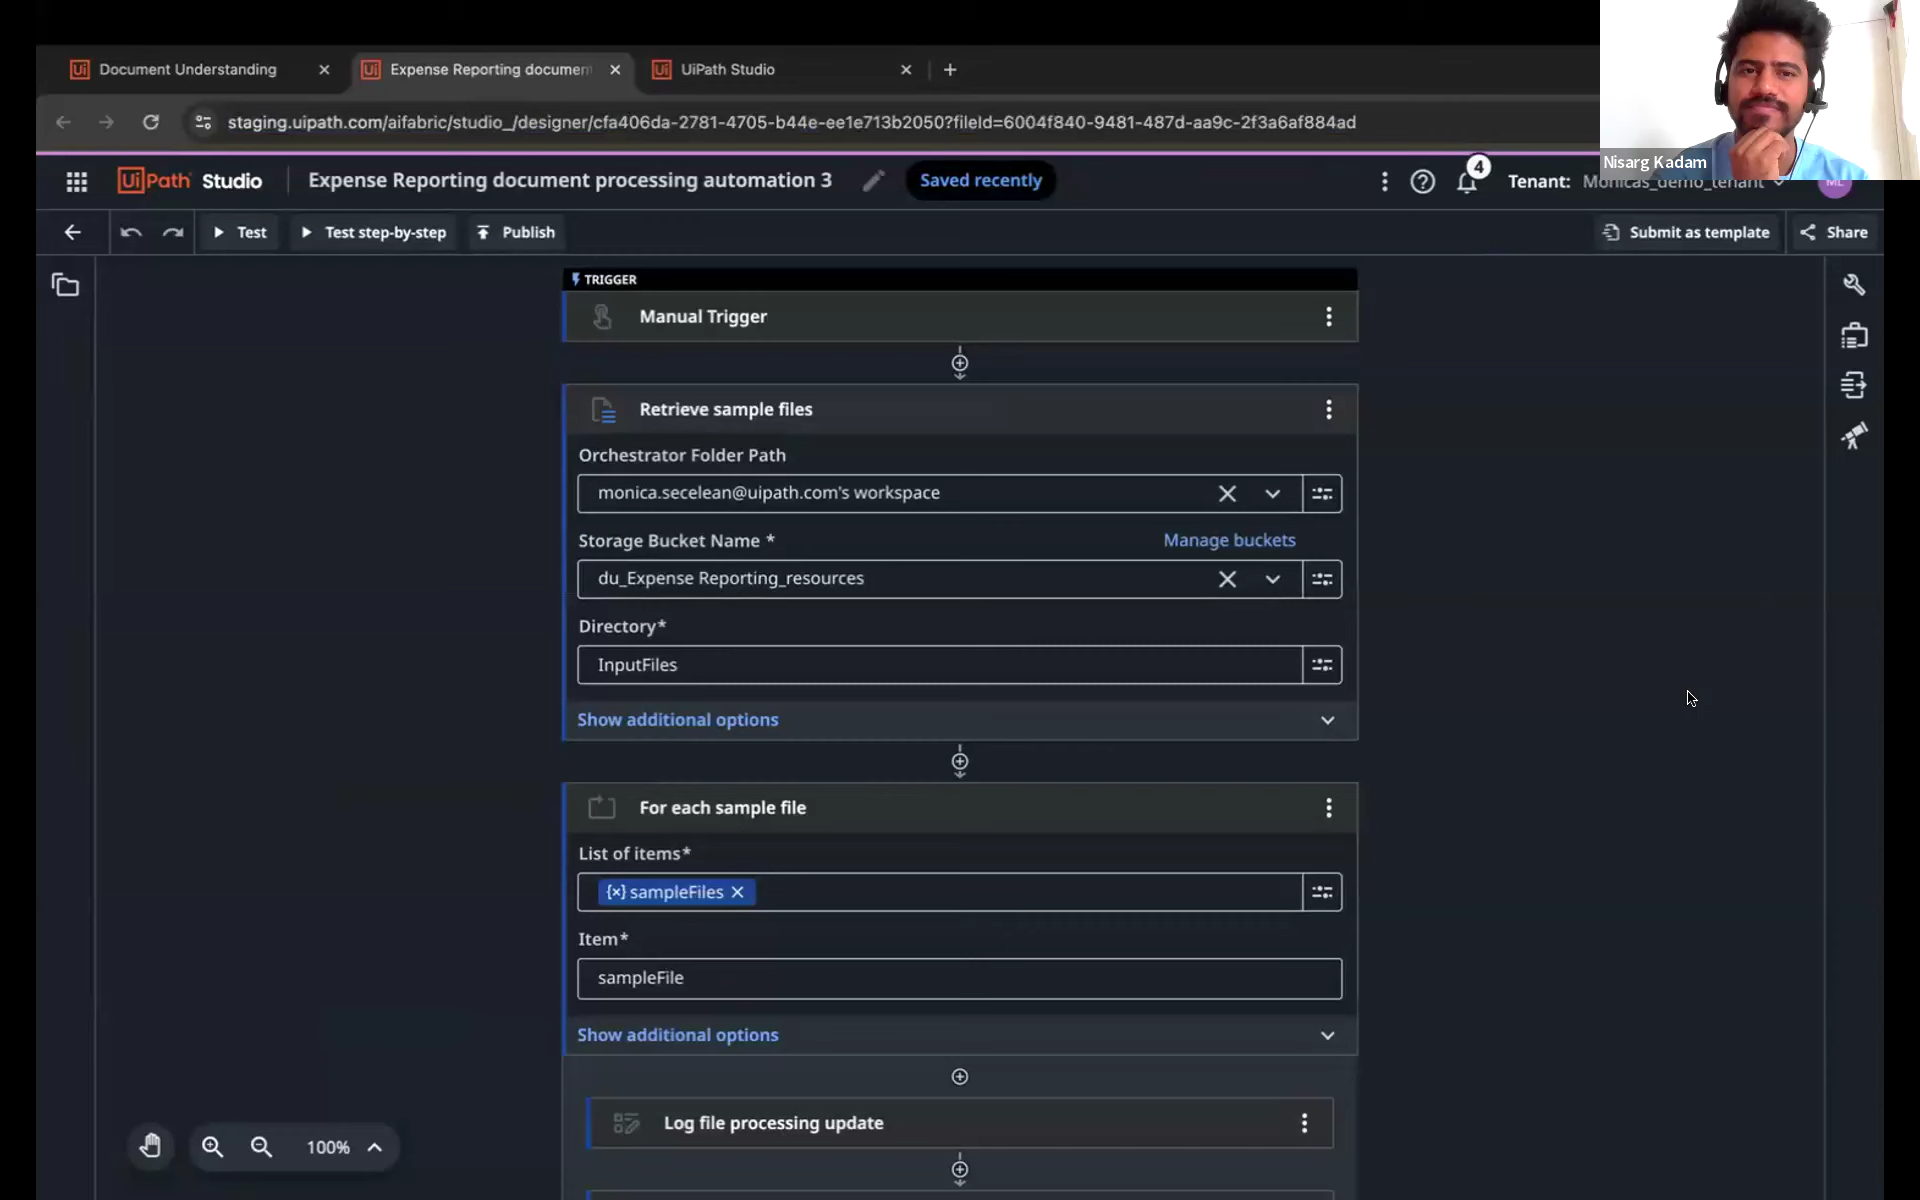 Document Understanding
Expense Reporting documen
UiPath Studio
staging.uipath.com/aifabric/studio_/designer/cfa406da-2781-4705-b44e-ee1e713b2050?fileId=6004f840-9481-487d-aa9c-2f3a6af884ad
Nisarg Kadam
UiPath Studio
Expense Reporting document processing automation 3
Saved recently
4
Tenant: Monicas_demo_tenant
ML
Test
Test step-by-step
Publish
Submit as template
Share
TRIGGER
Manual Trigger
Retrieve sample files
Orchestrator Folder Path
monica.secelean@uipath.com's workspace
Storage Bucket Name *
Manage buckets
du_Expense Reporting_resources
Directory*
InputFiles
Show additional options
For each sample file
List of items*
{x} sampleFiles
Item*
sampleFile
Show additional options
Log file processing update
100%